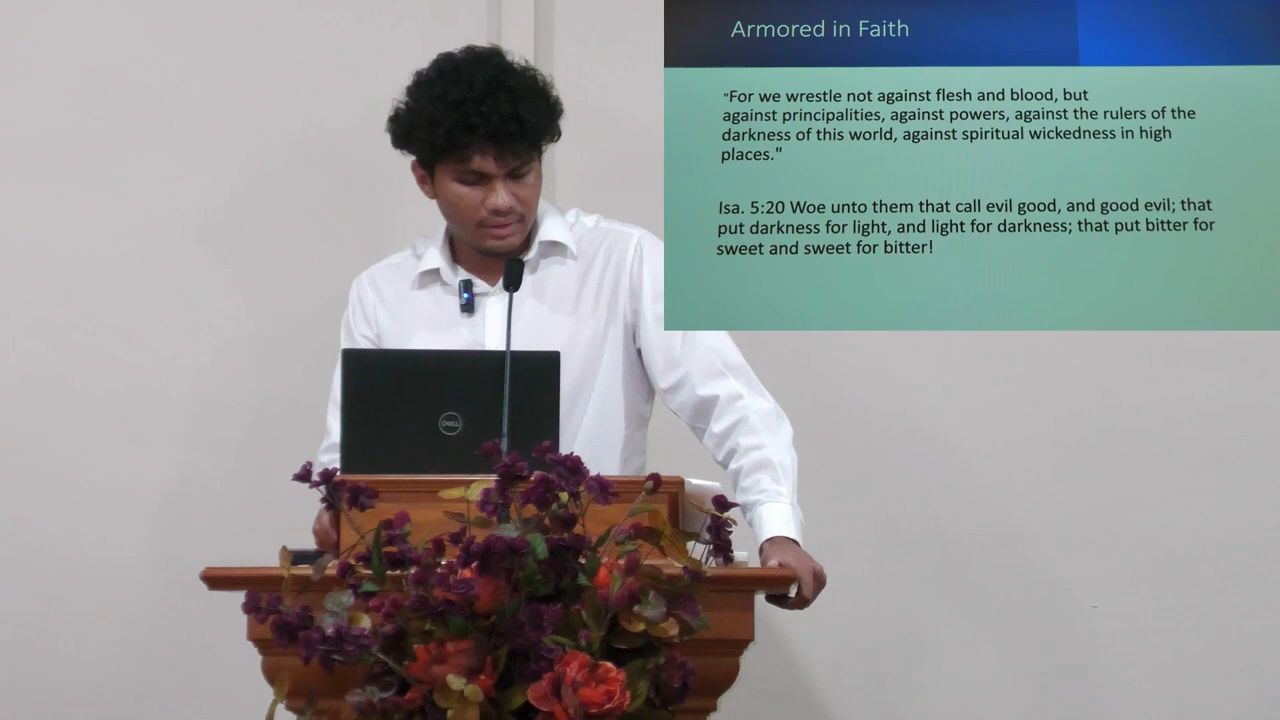 Armored in Faith
"For we wrestle not against flesh and blood, but
against principalities, against powers, against the rulers of the
darkness of this world, against spiritual wickedness in high
places."
Isa. 5:20 Woe unto them that call evil good, and good evil; that
put darkness for light, and light for darkness; that put bitter for
sweet and sweet for bitter!
DELL